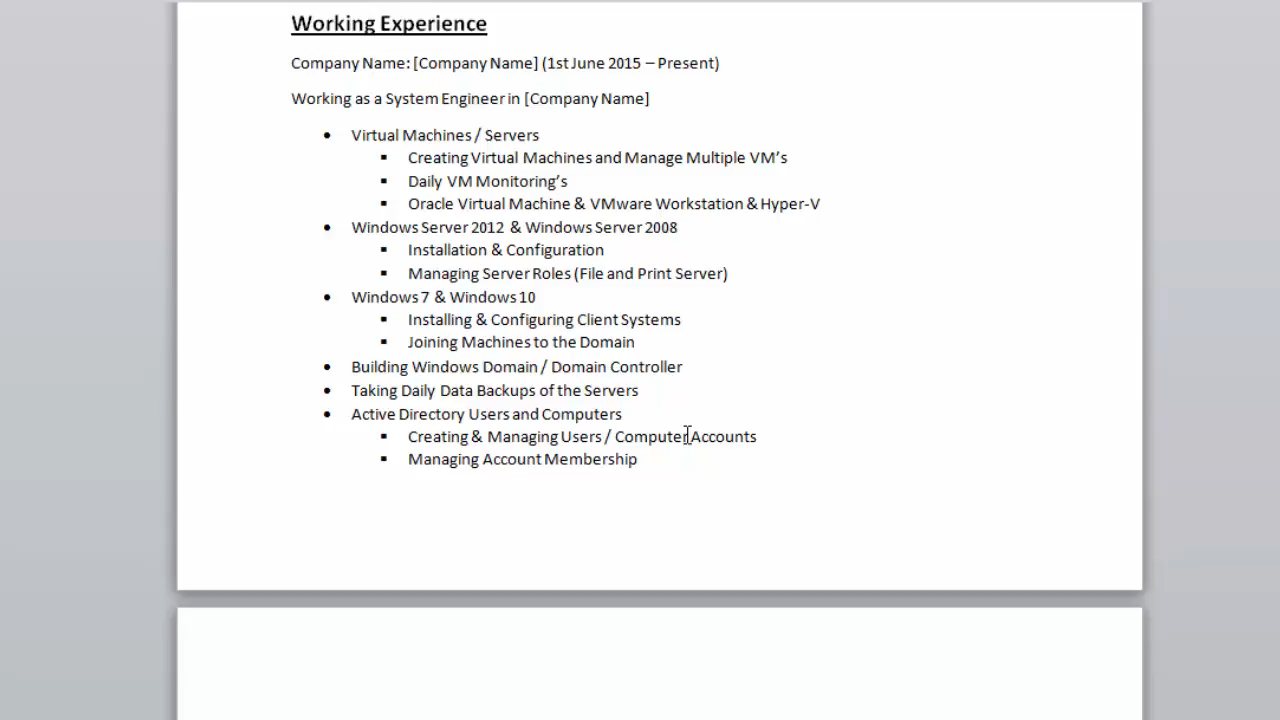 Working Experience
Company Name: [Company Name] (1st June 2015 – Present)
Working as a System Engineer in [Company Name]
• Virtual Machines / Servers
▪ Creating Virtual Machines and Manage Multiple VM's
▪ Daily VM Monitoring's
▪ Oracle Virtual Machine & VMware Workstation & Hyper-V
• Windows Server 2012 & Windows Server 2008
▪ Installation & Configuration
▪ Managing Server Roles (File and Print Server)
• Windows 7 & Windows 10
▪ Installing & Configuring Client Systems
▪ Joining Machines to the Domain
• Building Windows Domain / Domain Controller
• Taking Daily Data Backups of the Servers
• Active Directory Users and Computers
▪ Creating & Managing Users / Computer Accounts
▪ Managing Account Membership